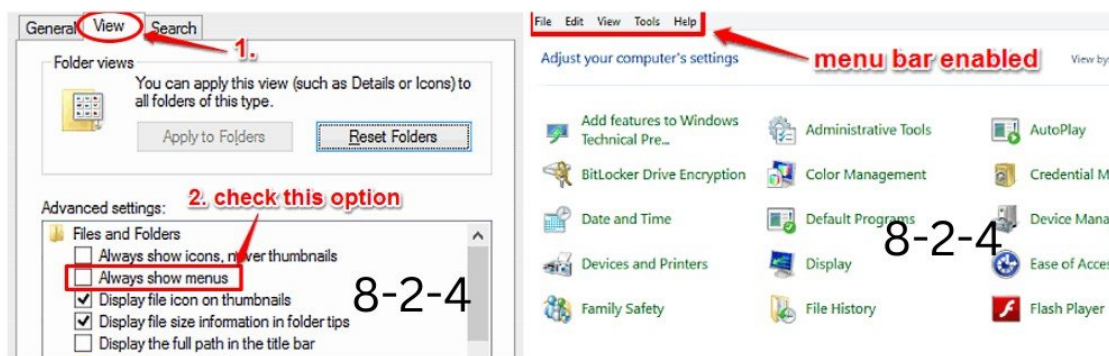 General View Search
1.
Folder views
You can apply this view (such as Details or Icons) to
all folders of this type.
Apply to Folders Reset Folders
2. check this option
Advanced settings:
Files and Folders
Always show icons, never thumbnails
Always show menus
Display file icon on thumbnails
Display file size information in folder tips
Display the full path in the title bar
8-2-4
File Edit View Tools Help
menu bar enabled
Adjust your computer's settings View by
Add features to Windows
Technical Pre...
Administrative Tools AutoPlay
BitLocker Drive Encryption Color Management Credential M
Date and Time Default Programs Device Mana
Devices and Printers Display Ease of Acces
Family Safety File History Flash Player
8-2-4